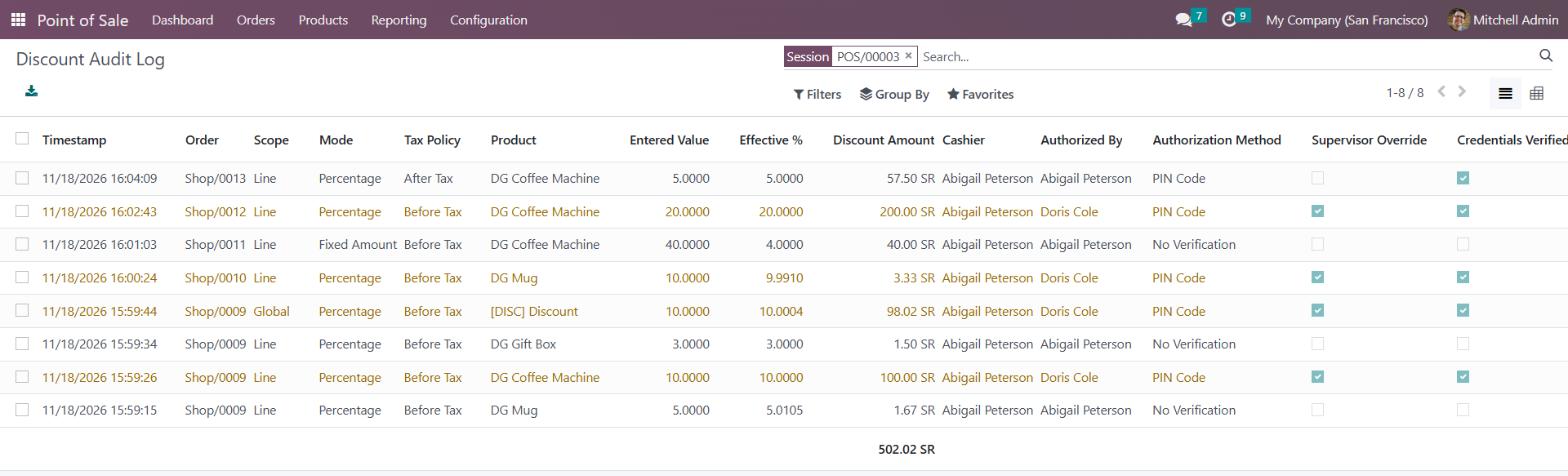 Point of Sale Dashboard Orders Products Reporting Configuration 7 9 My Company (San Francisco) Mitchell Admin
Discount Audit Log Session POS/00003 × Search...
Filters Group By Favorites 1-8 / 8
Timestamp Order Scope Mode Tax Policy Product Entered Value Effective % Discount Amount Cashier Authorized By Authorization Method Supervisor Override Credentials Verified
11/18/2026 16:04:09 Shop/0013 Line Percentage After Tax DG Coffee Machine 5.0000 5.0000 57.50 SR Abigail Peterson Abigail Peterson PIN Code
11/18/2026 16:02:43 Shop/0012 Line Percentage Before Tax DG Coffee Machine 20.0000 20.0000 200.00 SR Abigail Peterson Doris Cole PIN Code
11/18/2026 16:01:03 Shop/0011 Line Fixed Amount Before Tax DG Coffee Machine 40.0000 4.0000 40.00 SR Abigail Peterson Abigail Peterson No Verification
11/18/2026 16:00:24 Shop/0010 Line Percentage Before Tax DG Mug 10.0000 9.9910 3.33 SR Abigail Peterson Doris Cole PIN Code
11/18/2026 15:59:44 Shop/0009 Global Percentage Before Tax [DISC] Discount 10.0000 10.0004 98.02 SR Abigail Peterson Doris Cole PIN Code
11/18/2026 15:59:34 Shop/0009 Line Percentage Before Tax DG Gift Box 3.0000 3.0000 1.50 SR Abigail Peterson Abigail Peterson No Verification
11/18/2026 15:59:26 Shop/0009 Line Percentage Before Tax DG Coffee Machine 10.0000 10.0000 100.00 SR Abigail Peterson Doris Cole PIN Code
11/18/2026 15:59:15 Shop/0009 Line Percentage Before Tax DG Mug 5.0000 5.0105 1.67 SR Abigail Peterson Abigail Peterson No Verification
502.02 SR